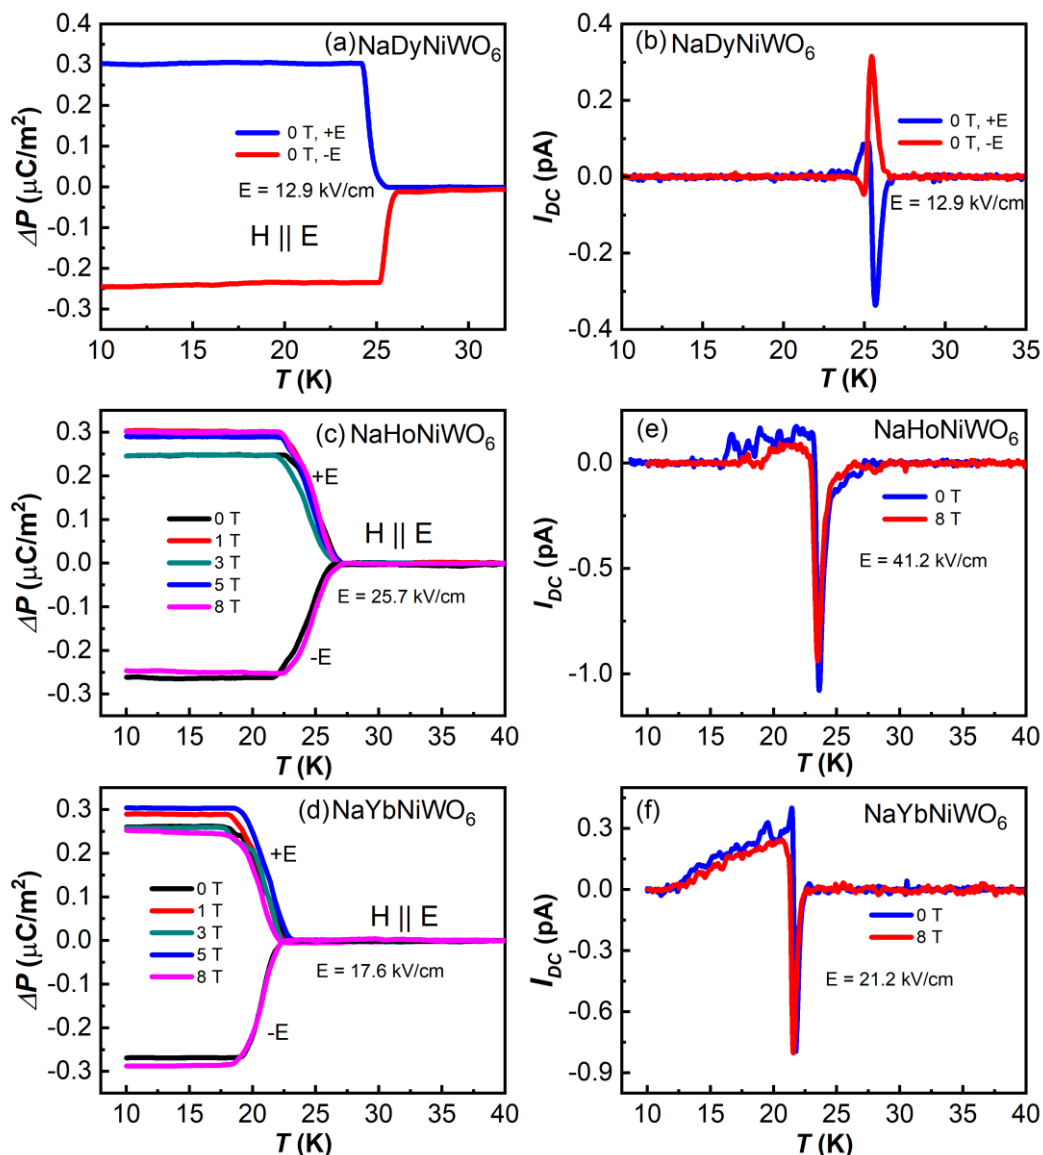 (a) NaDyNiWO6
0.4
0.3
0.2
0.1
0.0
-0.1
-0.2
-0.3
ΔP (μC/m2)
0 T, +E
0 T, -E
E = 12.9 kV/cm
H || E
10 15 20 25 30
T (K)
(b) NaDyNiWO6
0.4
0.2
0.0
-0.2
-0.4
IDC (pA)
0 T, +E
0 T, -E
E = 12.9 kV/cm
10 15 20 25 30 35
T (K)
(c) NaHoNiWO6
0.3
0.2
0.1
0.0
-0.1
-0.2
-0.3
ΔP (μC/m2)
+E
0 T
1 T
3 T
5 T
8 T
H || E
E = 25.7 kV/cm
-E
10 15 20 25 30 35 40
T (K)
(e) NaHoNiWO6
0.0
-0.5
-1.0
IDC (pA)
0 T
8 T
E = 41.2 kV/cm
10 15 20 25 30 35 40
T (K)
(d) NaYbNiWO6
0.3
0.2
0.1
0.0
-0.1
-0.2
-0.3
ΔP (μC/m2)
+E
0 T
1 T
3 T
5 T
8 T
H || E
E = 17.6 kV/cm
-E
10 15 20 25 30 35 40
T (K)
(f) NaYbNiWO6
0.3
0.0
-0.3
-0.6
-0.9
IDC (pA)
0 T
8 T
E = 21.2 kV/cm
10 15 20 25 30 35 40
T (K)